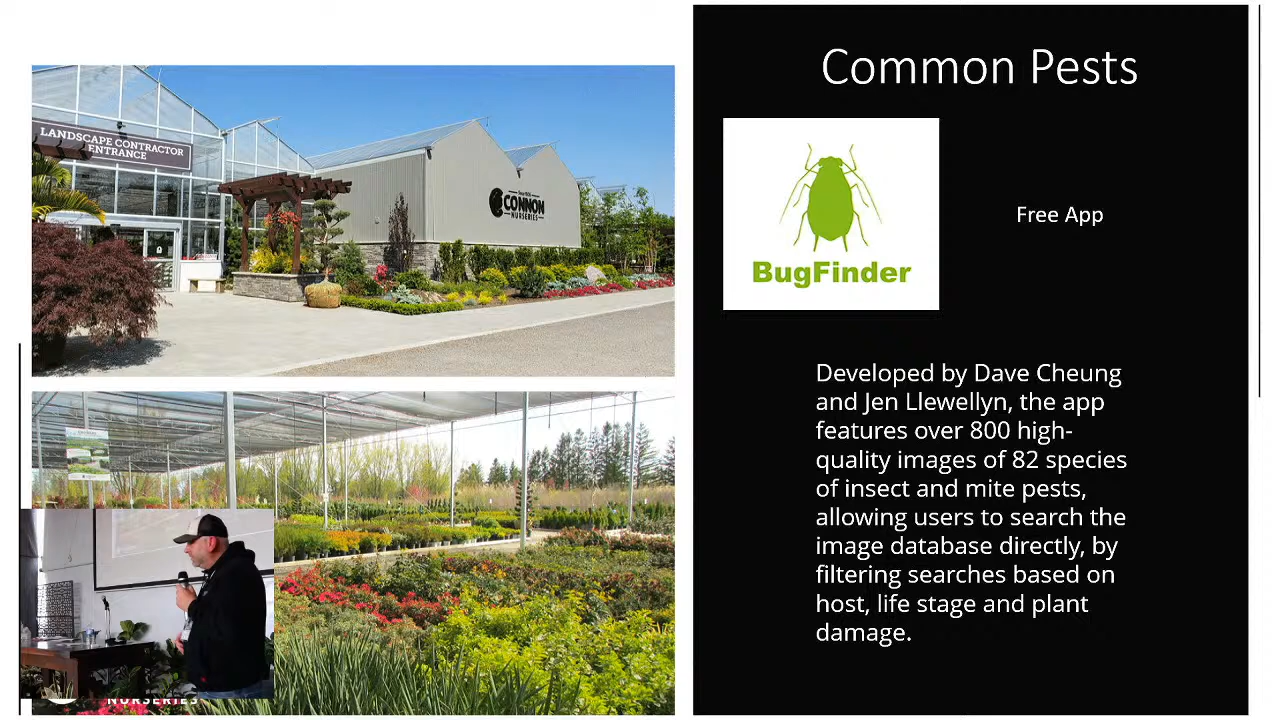 LANDSCAPE CONTRACTOR
ENTRANCE
CONNON
NURSERIES
NURSERIES
Common Pests
BugFinder
Free App
Developed by Dave Cheung
and Jen Llewellyn, the app
features over 800 high-
quality images of 82 species
of insect and mite pests,
allowing users to search the
image database directly, by
filtering searches based on
host, life stage and plant
damage.